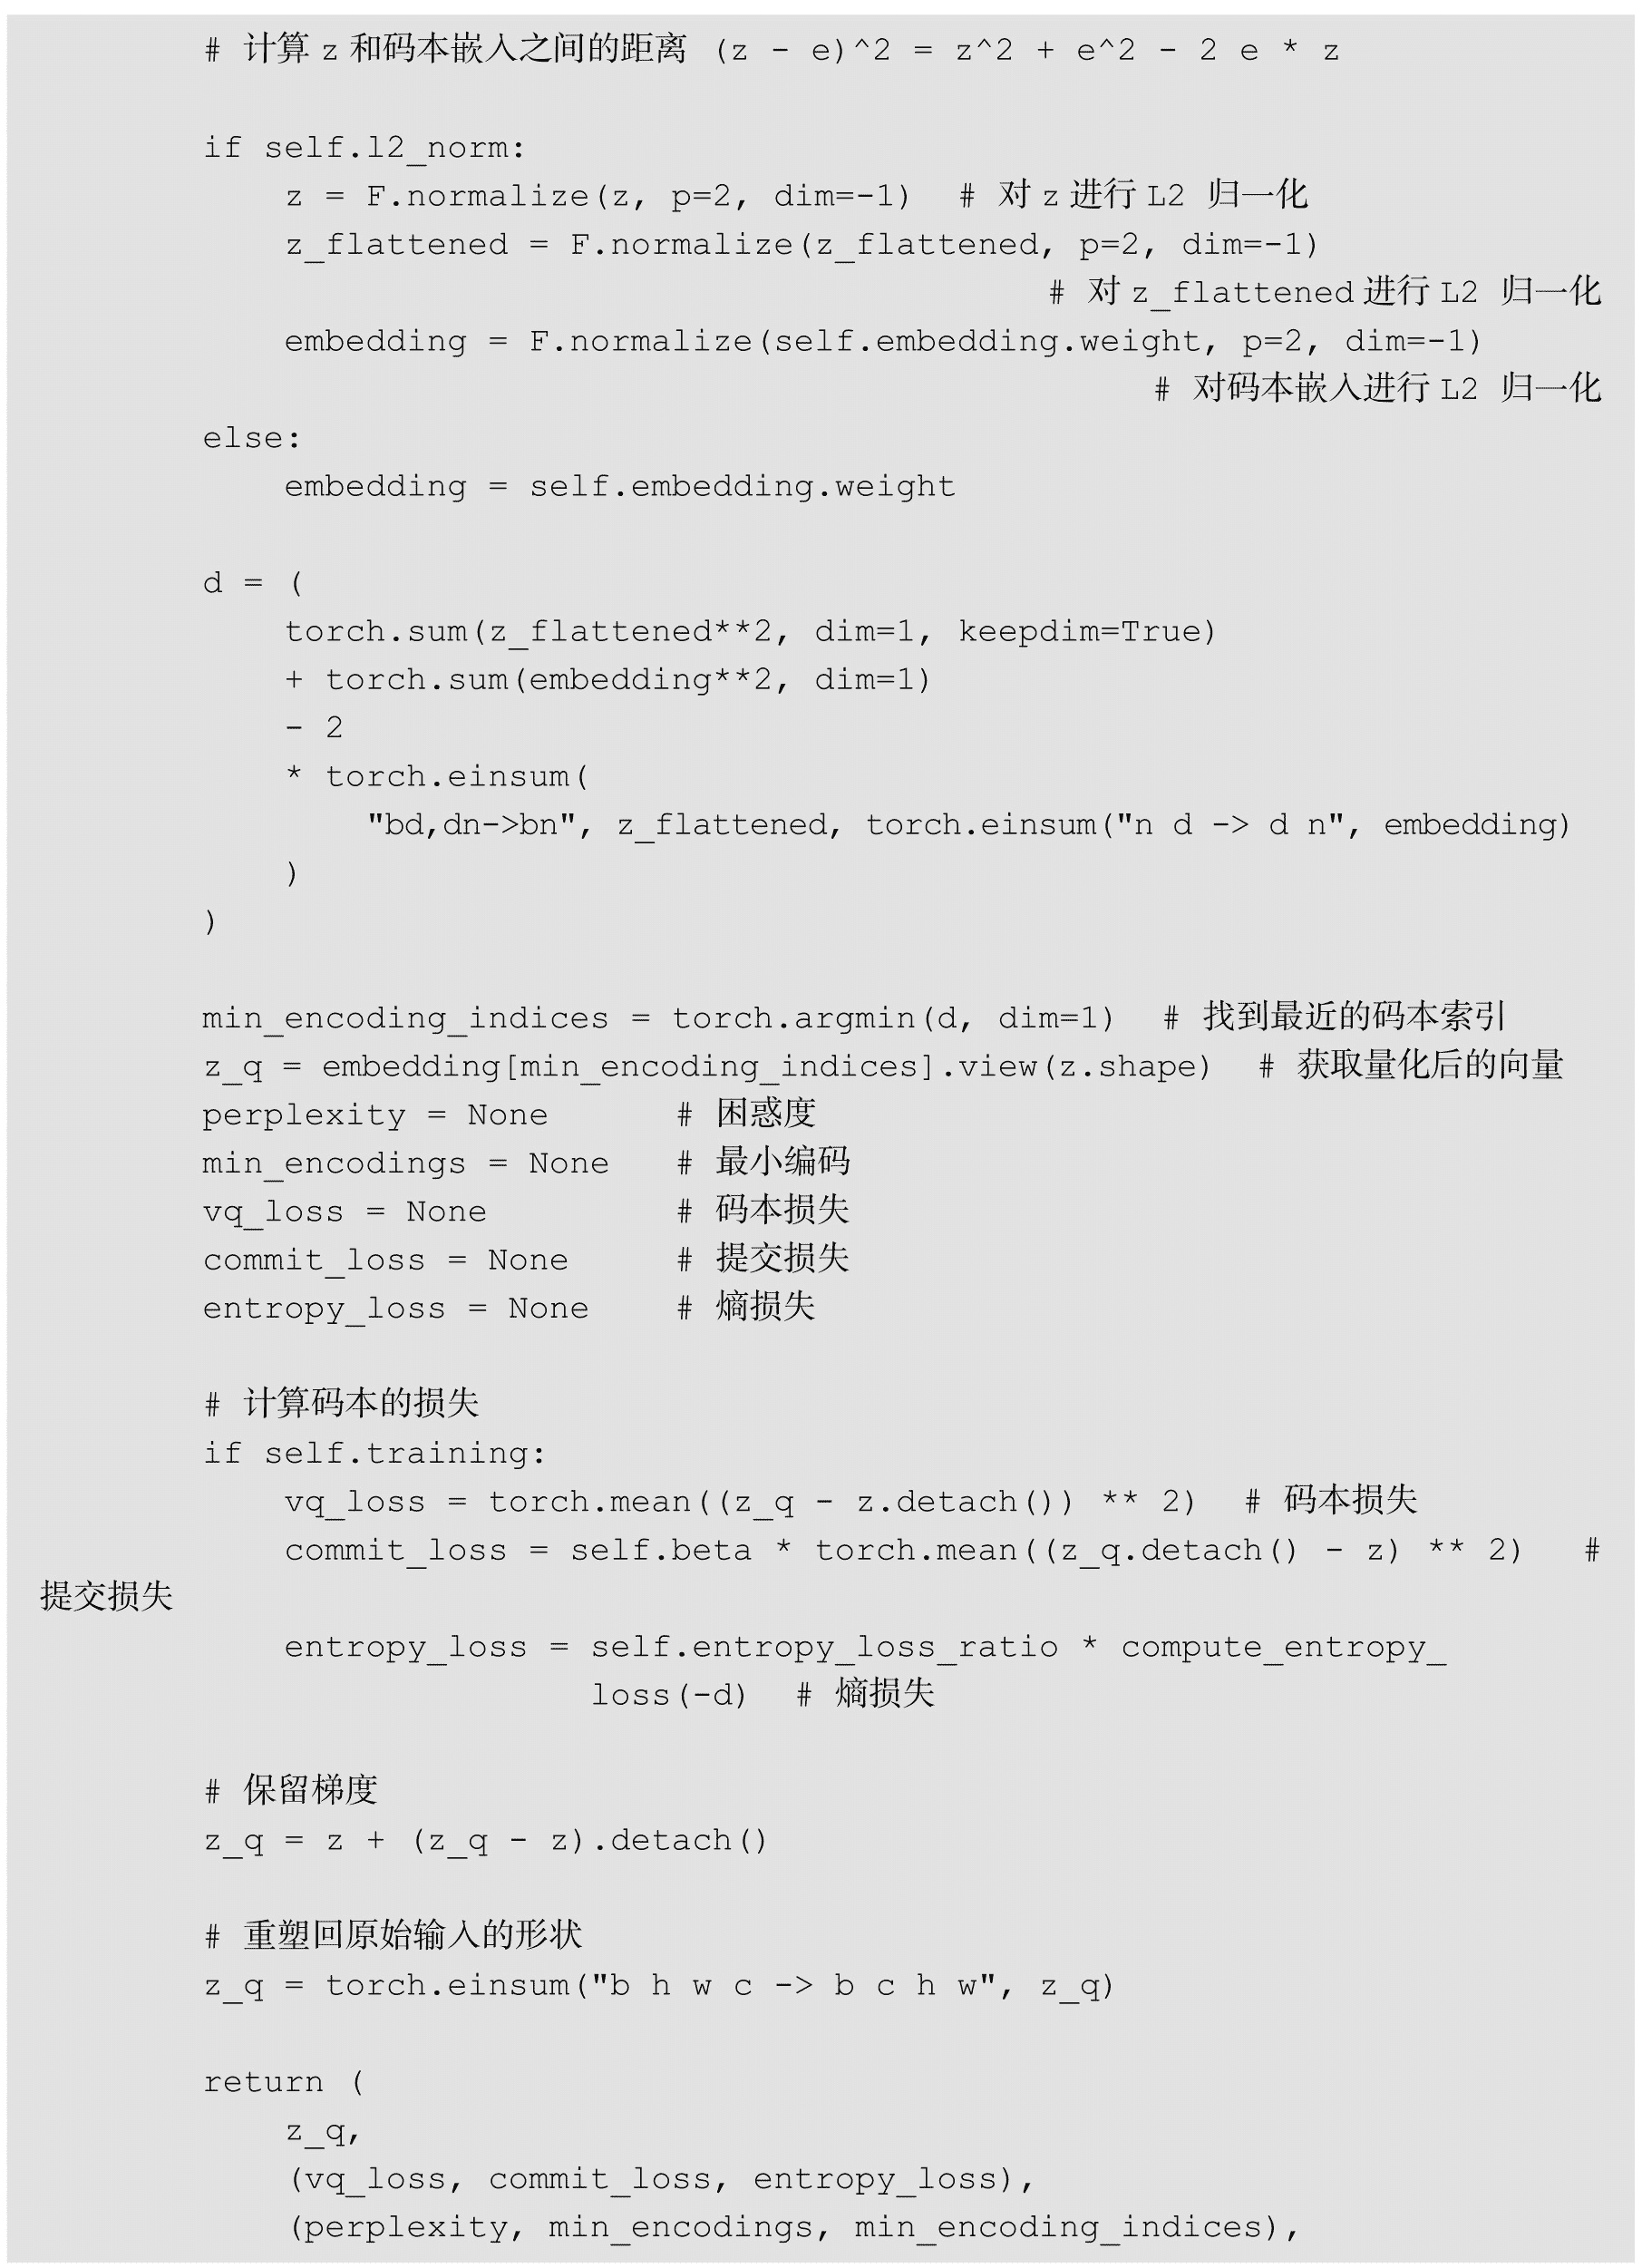 # 计算 z 和码本嵌入之间的距离 (z - e)^2 = z^2 + e^2 - 2 e * z
if self.l2_norm:
z = F.normalize(z, p=2, dim=-1)  # 对 z 进行 L2 归一化
z_flattened = F.normalize(z_flattened, p=2, dim=-1)
# 对 z_flattened 进行 L2 归一化
embedding = F.normalize(self.embedding.weight, p=2, dim=-1)
# 对码本嵌入进行 L2 归一化
else:
embedding = self.embedding.weight
d = (
torch.sum(z_flattened**2, dim=1, keepdim=True)
+ torch.sum(embedding**2, dim=1)
- 2
* torch.einsum(
"bd,dn->bn", z_flattened, torch.einsum("n d -> d n", embedding)
)
)
min_encoding_indices = torch.argmin(d, dim=1)  # 找到最近的码本索引
z_q = embedding[min_encoding_indices].view(z.shape)  # 获取量化后的向量
perplexity = None  # 困惑度
min_encodings = None  # 最小编码
vq_loss = None  # 码本损失
commit_loss = None  # 提交损失
entropy_loss = None  # 熵损失
# 计算码本的损失
if self.training:
vq_loss = torch.mean((z_q - z.detach()) ** 2)  # 码本损失
commit_loss = self.beta * torch.mean((z_q.detach() - z) ** 2)  #
提交损失
entropy_loss = self.entropy_loss_ratio * compute_entropy_
loss(-d)  # 熵损失
# 保留梯度
z_q = z + (z_q - z).detach()
# 重塑回原始输入的形状
z_q = torch.einsum("b h w c -> b c h w", z_q)
return (
z_q,
(vq_loss, commit_loss, entropy_loss),
(perplexity, min_encodings, min_encoding_indices),